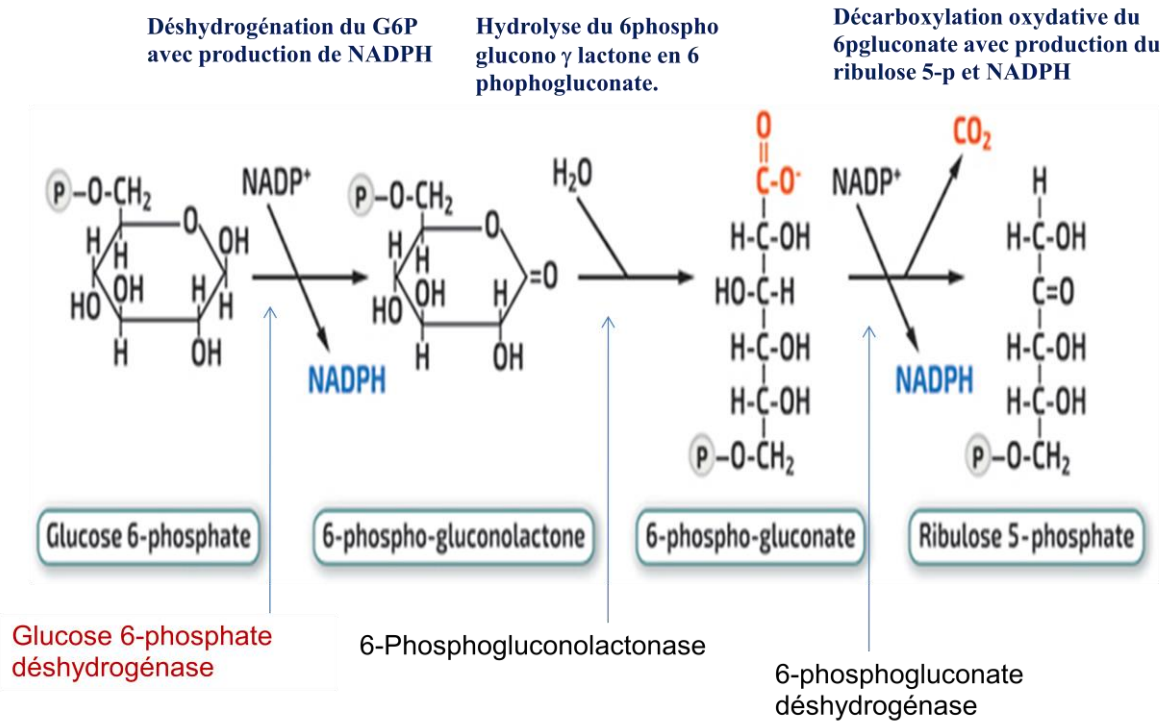 Déshydrogénation du G6P
avec production de NADPH
Hydrolyse du 6phospho
glucono γ lactone en 6
phophogluconate.
Décarboxylation oxydative du
6pgluconate avec production du
ribulose 5-p et NADPH
P-O-CH₂
O
H
H
OH
H
OH
H
HO
H
H
OH
NADP⁺
NADPH
P-O-CH₂
O
H
H
OH
H
=O
HO
H
OH
H₂O
O
C-O⁻
H-C-OH
HO-C-H
H-C-OH
H-C-OH
P-O-CH₂
NADP⁺
CO₂
NADPH
H
H-C-OH
C=O
H-C-OH
H-C-OH
P-O-CH₂
Glucose 6-phosphate
6-phospho-gluconolactone
6-phospho-gluconate
Ribulose 5-phosphate
Glucose 6-phosphate
déshydrogénase
6-Phosphogluconolactonase
6-phosphogluconate
déshydrogénase